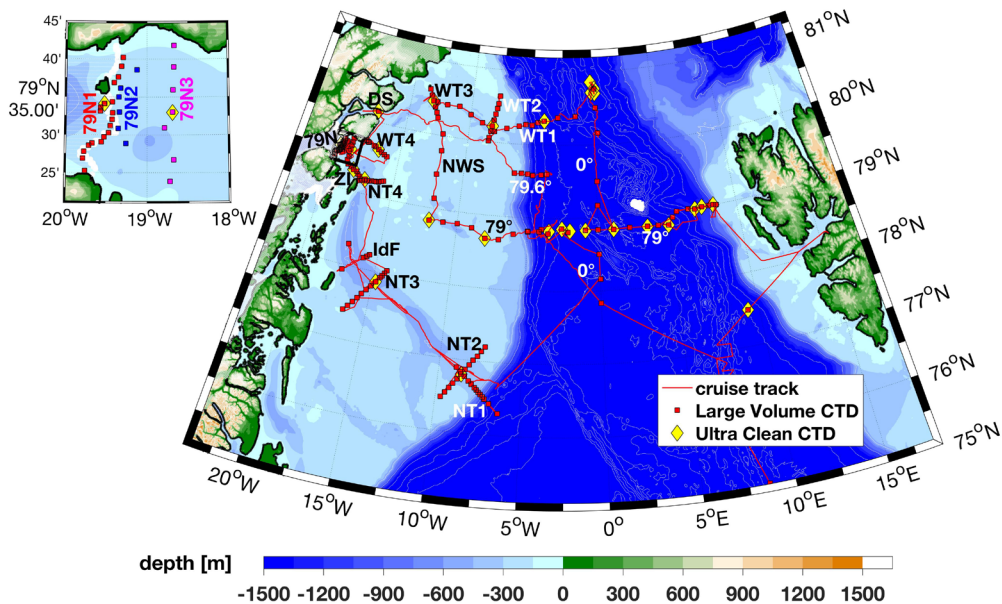 45'
40'
79°N
35.00'
30'
25'
20°W
19°W
18°W
79N1
79N2
79N3
81°N
80°N
79°N
78°N
77°N
76°N
75°N
DS
WT3
WT2
WT1
79N
WT4
ZI
NT4
NWS
79.6°
0°
79°
79°
0°
IdF
NT3
NT2
NT1
cruise track
Large Volume CTD
Ultra Clean CTD
20°W
15°W
10°W
5°W
0°
5°E
10°E
15°E
depth [m]
-1500 -1200 -900 -600 -300 0 300 600 900 1200 1500